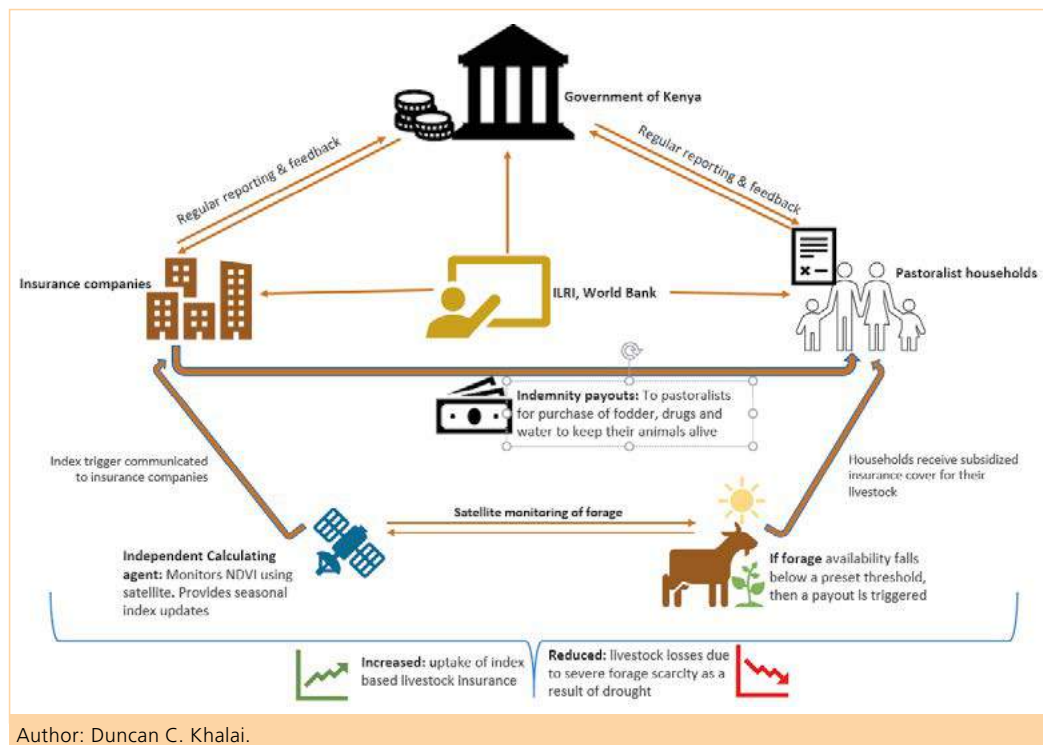 Government of Kenya
Regular reporting & feedback
Regular reporting & feedback
Insurance companies
ILRI, World Bank
Pastoralist households
Indemnity payouts: To pastoralists
for purchase of fodder, drugs and
water to keep their animals alive
Index trigger communicated
to insurance companies
Households receive subsidized
insurance cover for their
livestock
Satellite monitoring of forage
Independent Calculating
agent: Monitors NDVI using
satellite. Provides seasonal
index updates
If forage availability falls
below a preset threshold,
then a payout is triggered
Increased: uptake of index
based livestock insurance
Reduced: livestock losses due
to severe forage scarcity as a
result of drought
Author: Duncan C. Khalai.